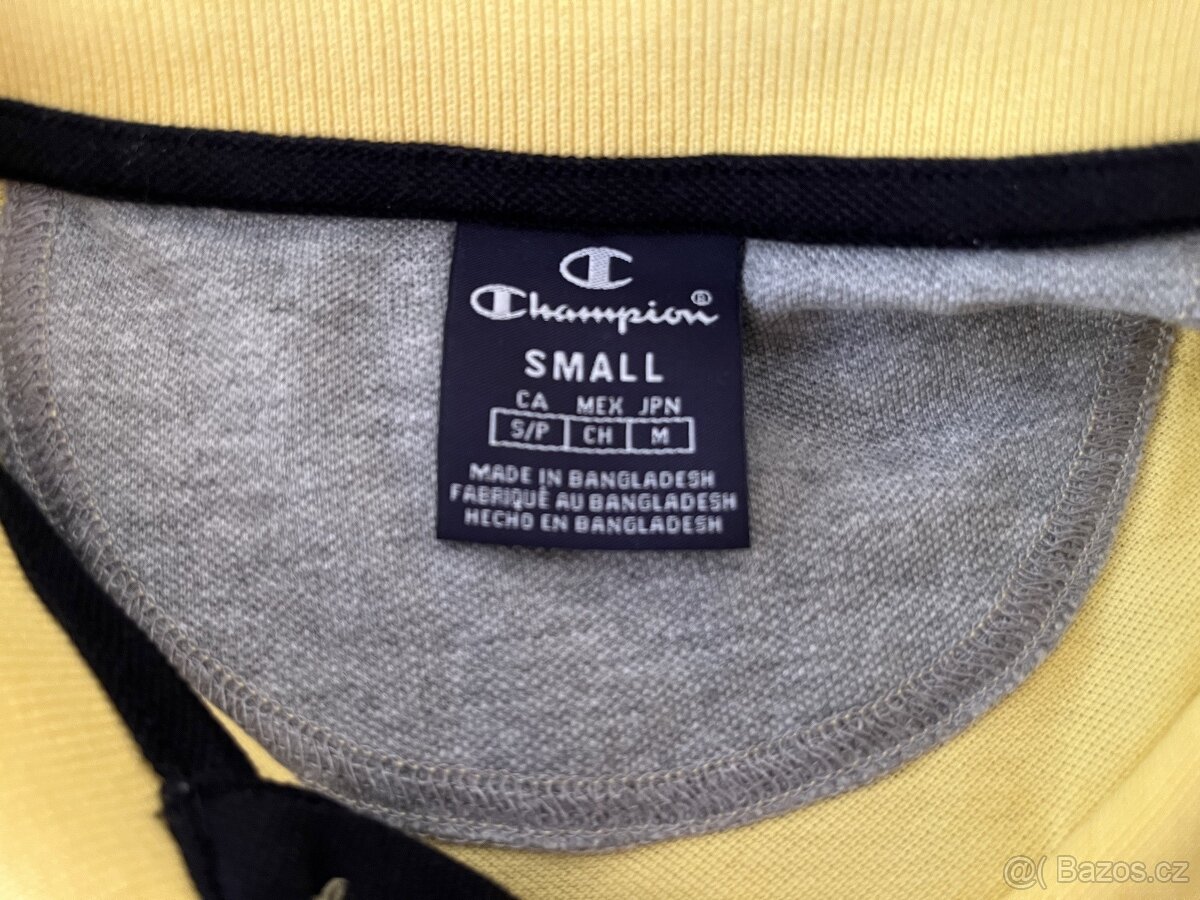 Champion®
SMALL
CA MEX JPN
S/P CH M
MADE IN BANGLADESH
FABRIQUÉ AU BANGLADESH
HECHO EN BANGLADESH
@( Bazos.cz